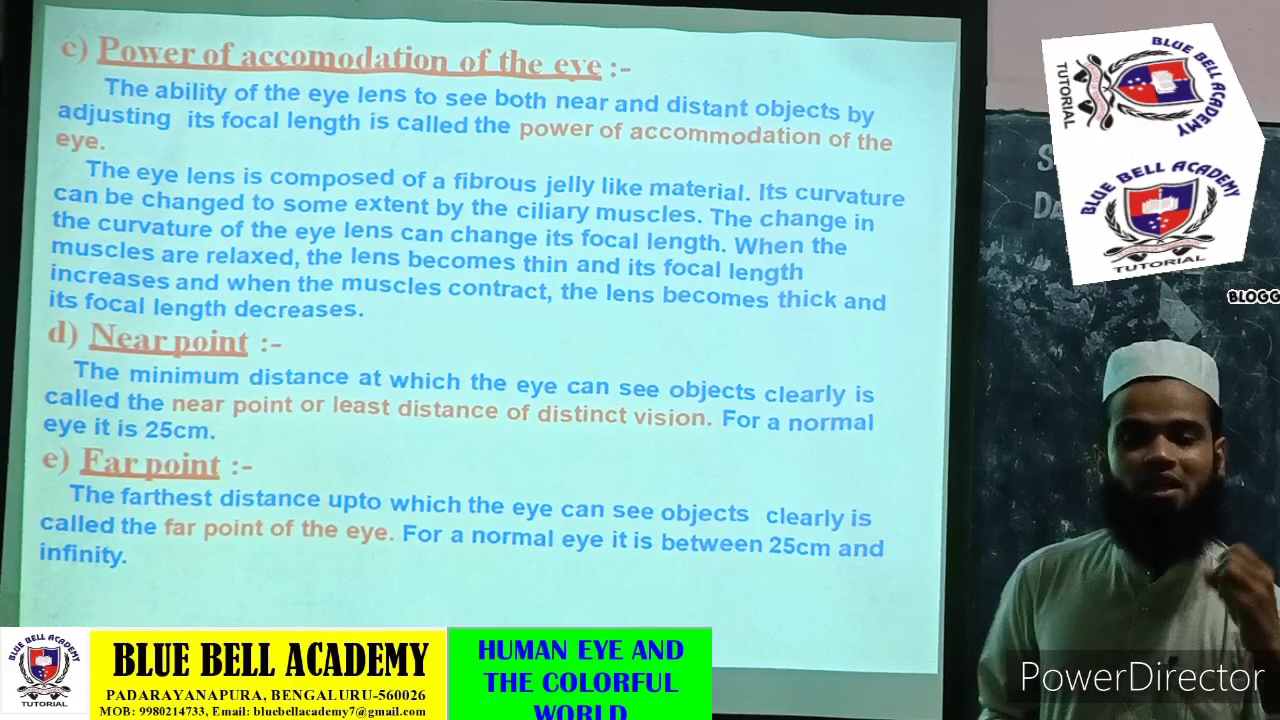 c) Power of accomodation of the eye :-
The ability of the eye lens to see both near and distant objects by
adjusting its focal length is called the power of accommodation of the
eye.
The eye lens is composed of a fibrous jelly like material. Its curvature
can be changed to some extent by the ciliary muscles. The change in
the curvature of the eye lens can change its focal length. When the
muscles are relaxed, the lens becomes thin and its focal length
increases and when the muscles contract, the lens becomes thick and
its focal length decreases.
d) Near point :-
The minimum distance at which the eye can see objects clearly is
called the near point or least distance of distinct vision. For a normal
eye it is 25cm.
e) Far point :-
The farthest distance upto which the eye can see objects clearly is
called the far point of the eye. For a normal eye it is between 25cm and
infinity.
BLUE BELL ACADEMY
TUTORIAL
BLUE BELL ACADEMY
TUTORIAL
BLOGG
BLUE BELL ACADEMY
TUTORIAL
BLUE BELL ACADEMY
PADARAYANAPURA, BENGALURU-560026
MOB: 9980214733, Email: bluebellacademy7@gmail.com
HUMAN EYE AND
THE COLORFUL
WORLD
PowerDirector